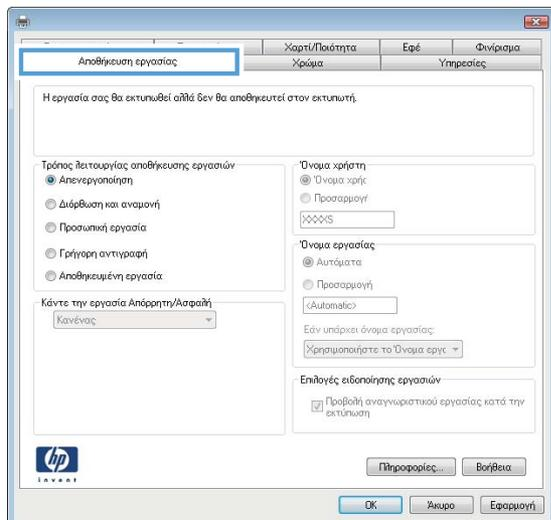 Χαρτί/Ποιότητα Εφέ Φινίρισμα
Αποθήκευση εργασίας Χρώμα Υπηρεσίες
Η εργασία σας θα εκτυπωθεί αλλά δεν θα αποθηκευτεί στον εκτυπωτή.
Τρόπος λειτουργίας αποθήκευσης εργασιών
Απενεργοποίηση
Διόρθωση και αναμονή
Προσωπική εργασία
Γρήγορη αντιγραφή
Αποθηκευμένη εργασία
Κάντε την εργασία Απόρρητη/Ασφαλή
Κανένας
Όνομα χρήστη
Όνομα χρής
Προσαρμογή
XXXXS
Όνομα εργασίας
Αυτόματα
Προσαρμογή
<Automatic>
Εάν υπάρχει όνομα εργασίας:
Χρησιμοποιήστε το Όνομα εργς
Επιλογές ειδοποίησης εργασιών
Προβολή αναγνωριστικού εργασίας κατά την
εκτύπωση
hp
invent
Πληροφορίες... Βοήθεια
OK Άκυρο Εφαρμογή